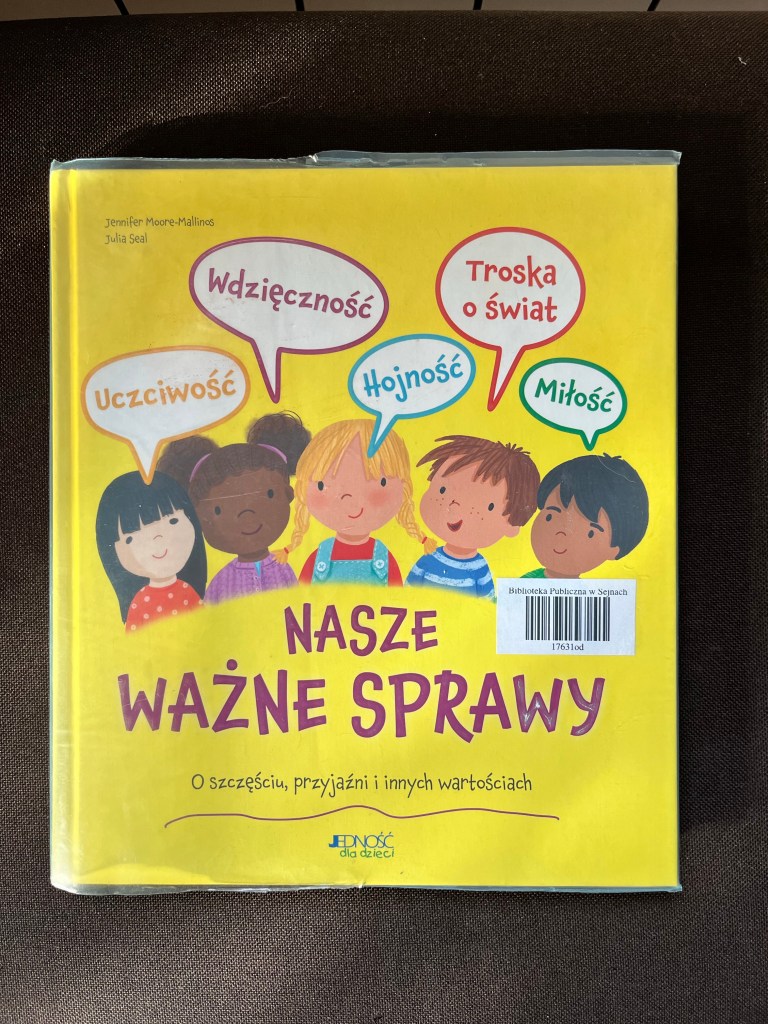 Jennifer Moore-Mallinos
Julia Seal
Wdzięczność
Troska
o świat
Uczciwość
Hojność
Miłość
Biblioteka Publiczna w Sejnach
17631od
NASZE
WAŻNE SPRAWY
O szczęściu, przyjaźni i innych wartościach
JEDNOŚĆ
dla dzieci